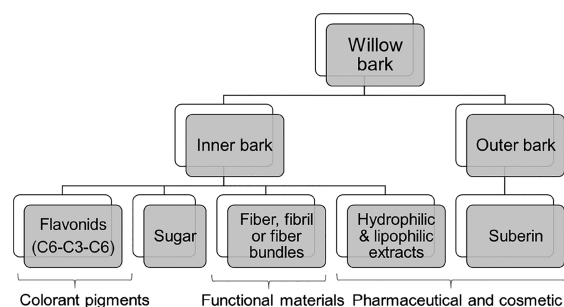 Willow
bark
Inner bark
Outer bark
Flavonids
(C6-C3-C6)
Sugar
Fiber, fibril
or fiber
bundles
Hydrophilic
& lipophilic
extracts
Suberin
Colorant pigments
Functional materials
Pharmaceutical and cosmetic